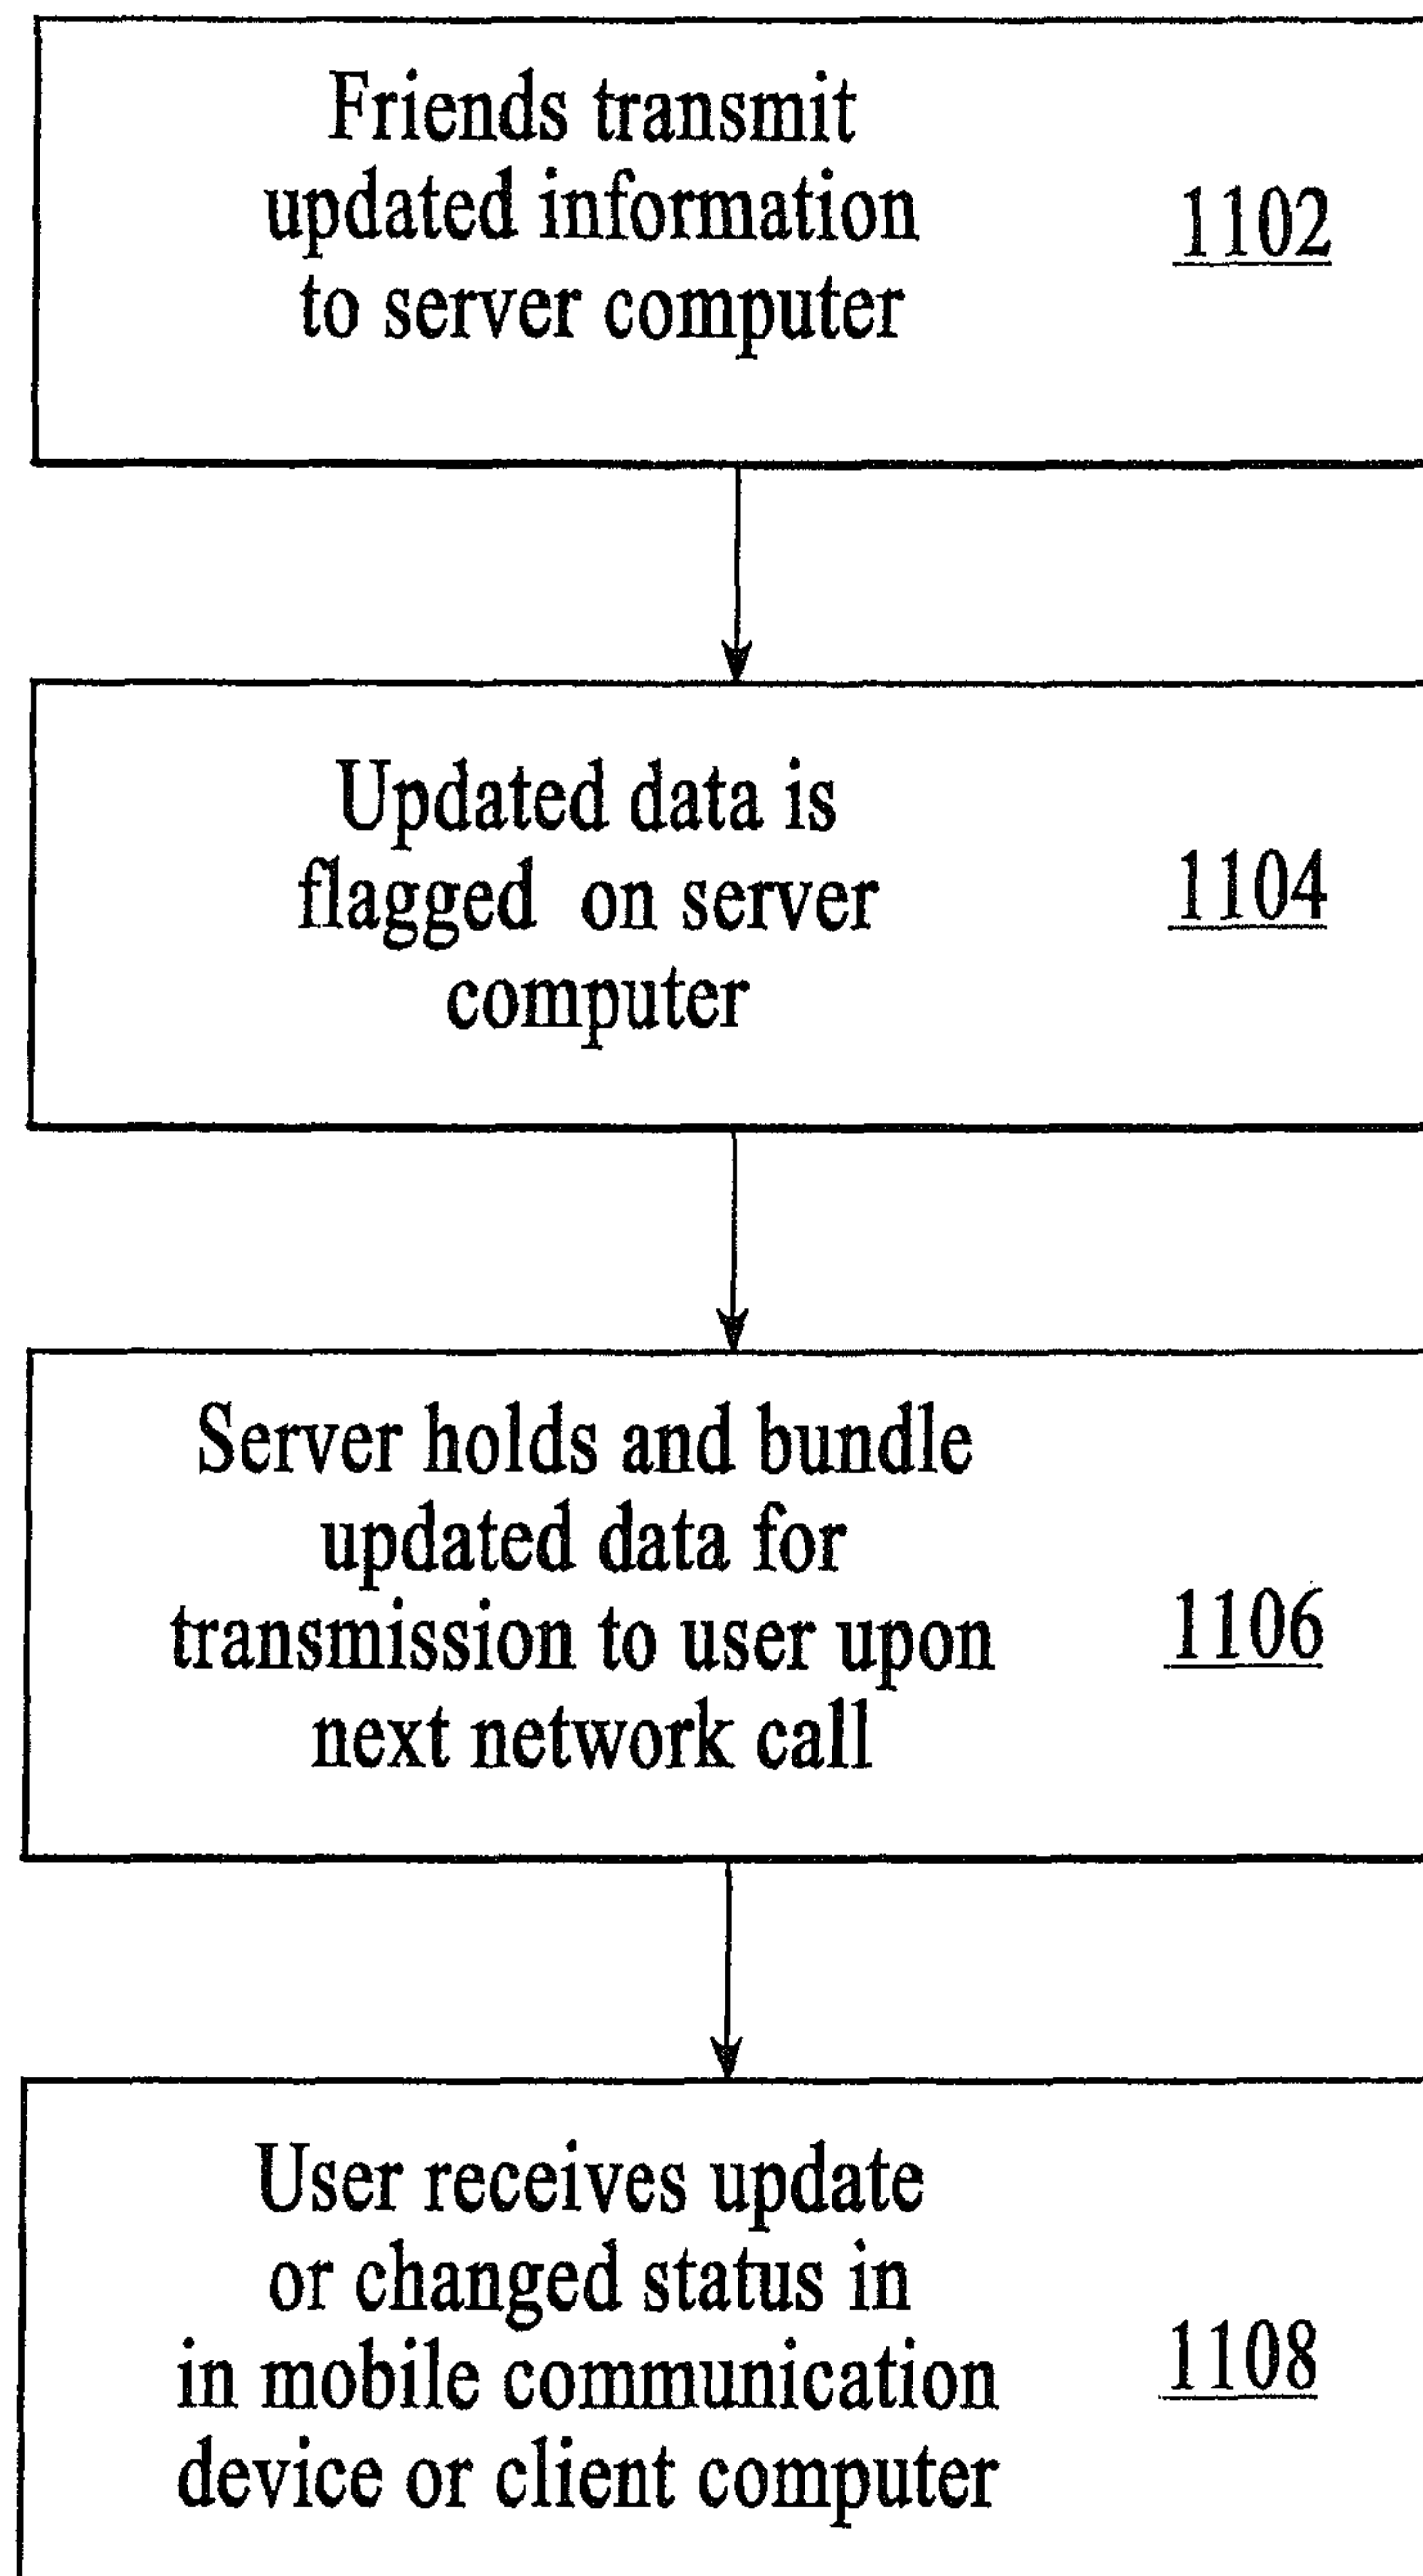 Friends transmit
updated information
to server computer
1102
Updated data is
flagged on server
computer
1104
Server holds and bundle
updated data for
transmission to user upon
next network call
1106
User receives update
or changed status in
in mobile communication
device or client computer
1108